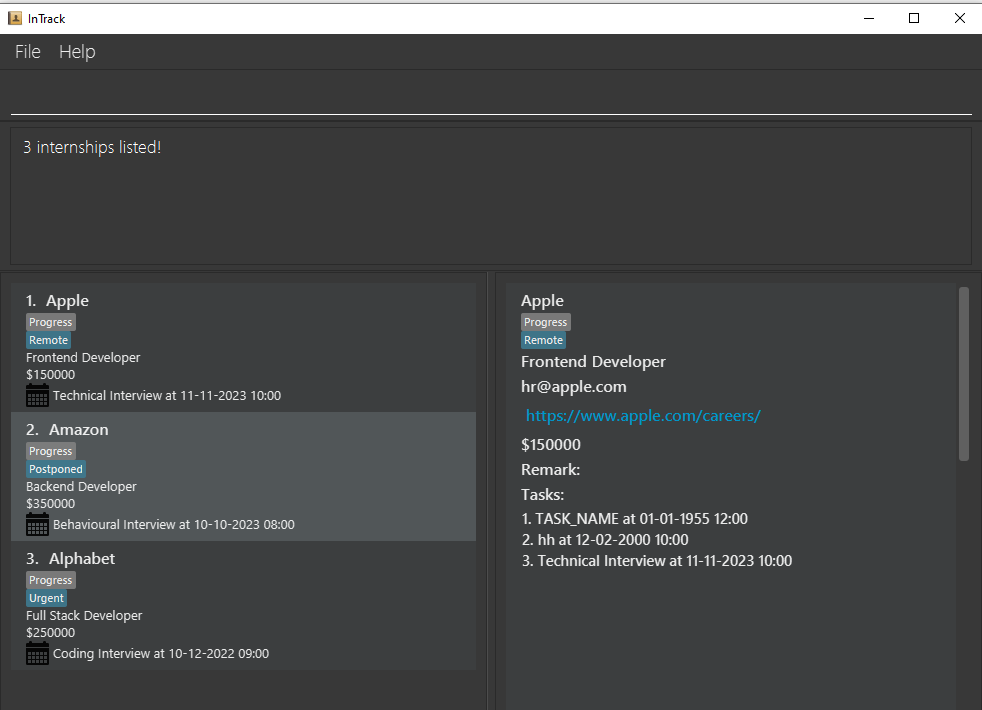 InTrack
File Help
3 internships listed!
1. Apple
Progress
Remote
Frontend Developer
$150000
Technical Interview at 11-11-2023 10:00
2. Amazon
Progress
Postponed
Backend Developer
$350000
Behavioural Interview at 10-10-2023 08:00
3. Alphabet
Progress
Urgent
Full Stack Developer
$250000
Coding Interview at 10-12-2022 09:00
Apple
Progress
Remote
Frontend Developer
hr@apple.com
https://www.apple.com/careers/
$150000
Remark:
Tasks:
1. TASK_NAME at 01-01-1955 12:00
2. hh at 12-02-2000 10:00
3. Technical Interview at 11-11-2023 10:00